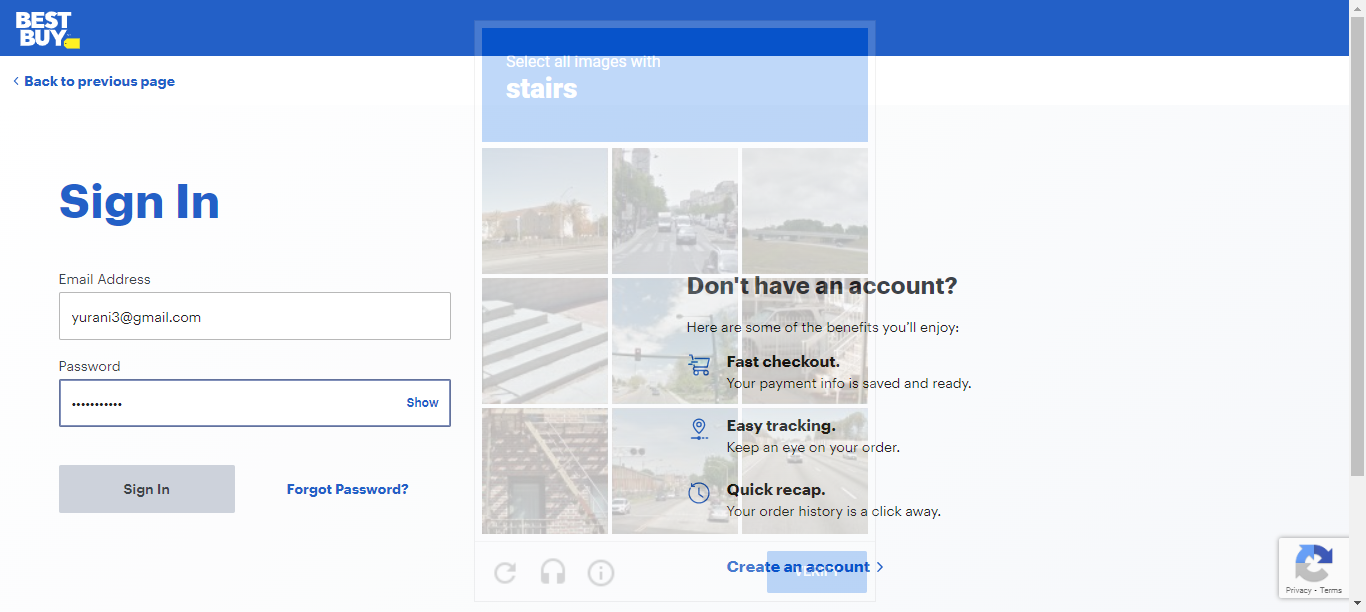 BEST
BUY
Back to previous page
Select all images with
stairs
Sign In
Email Address
yurani3@gmail.com
Password
Show
Sign In
Forgot Password?
Don't have an account?
Here are some of the benefits you'll enjoy:
Fast checkout.
Your payment info is saved and ready.
Easy tracking.
Keep an eye on your order.
Quick recap.
Your order history is a click away.
Create an account
VERIFY
Privacy - Terms